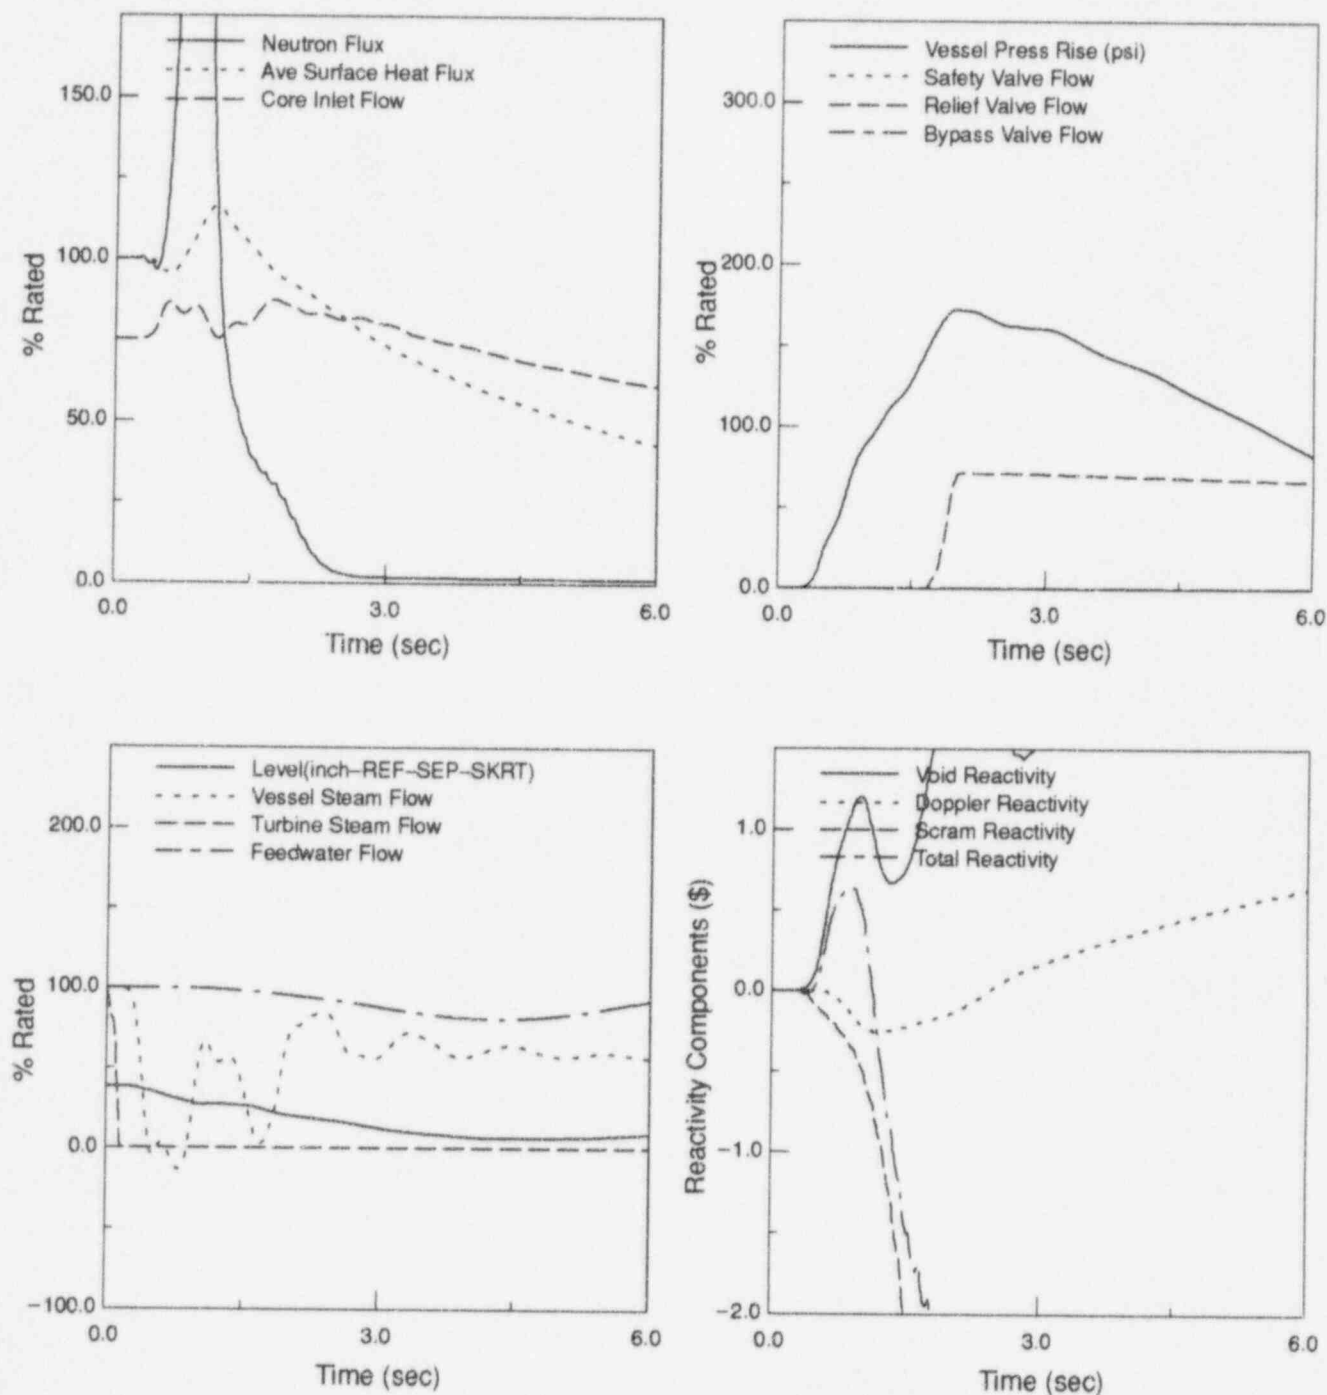 Neutron Flux
Ave Surface Heat Flux
Core Inlet Flow
150.0
100.0
50.0
0.0
% Rated
0.0 3.0 6.0
Time (sec)
Vessel Press Rise (psi)
Safety Valve Flow
Relief Valve Flow
Bypass Valve Flow
300.0
200.0
100.0
0.0
% Rated
0.0 3.0 6.0
Time (sec)
Level(inch-REF-SEP-SKRT)
Vessel Steam Flow
Turbine Steam Flow
Feedwater Flow
200.0
100.0
0.0
-100.0
% Rated
0.0 3.0 6.0
Time (sec)
Void Reactivity
Doppler Reactivity
Scram Reactivity
Total Reactivity
1.0
0.0
-1.0
-2.0
Reactivity Components ($)
0.0 3.0 6.0
Time (sec)